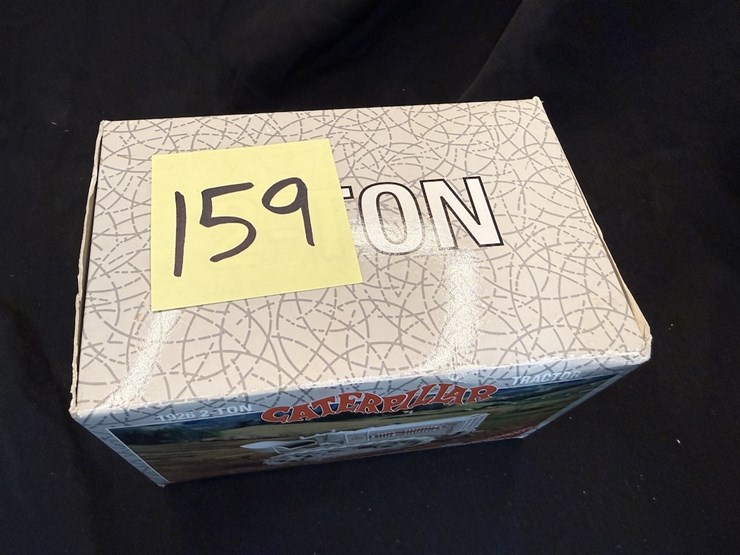 159
TON
1926 2-TON CATERPILLAR TRACTOR